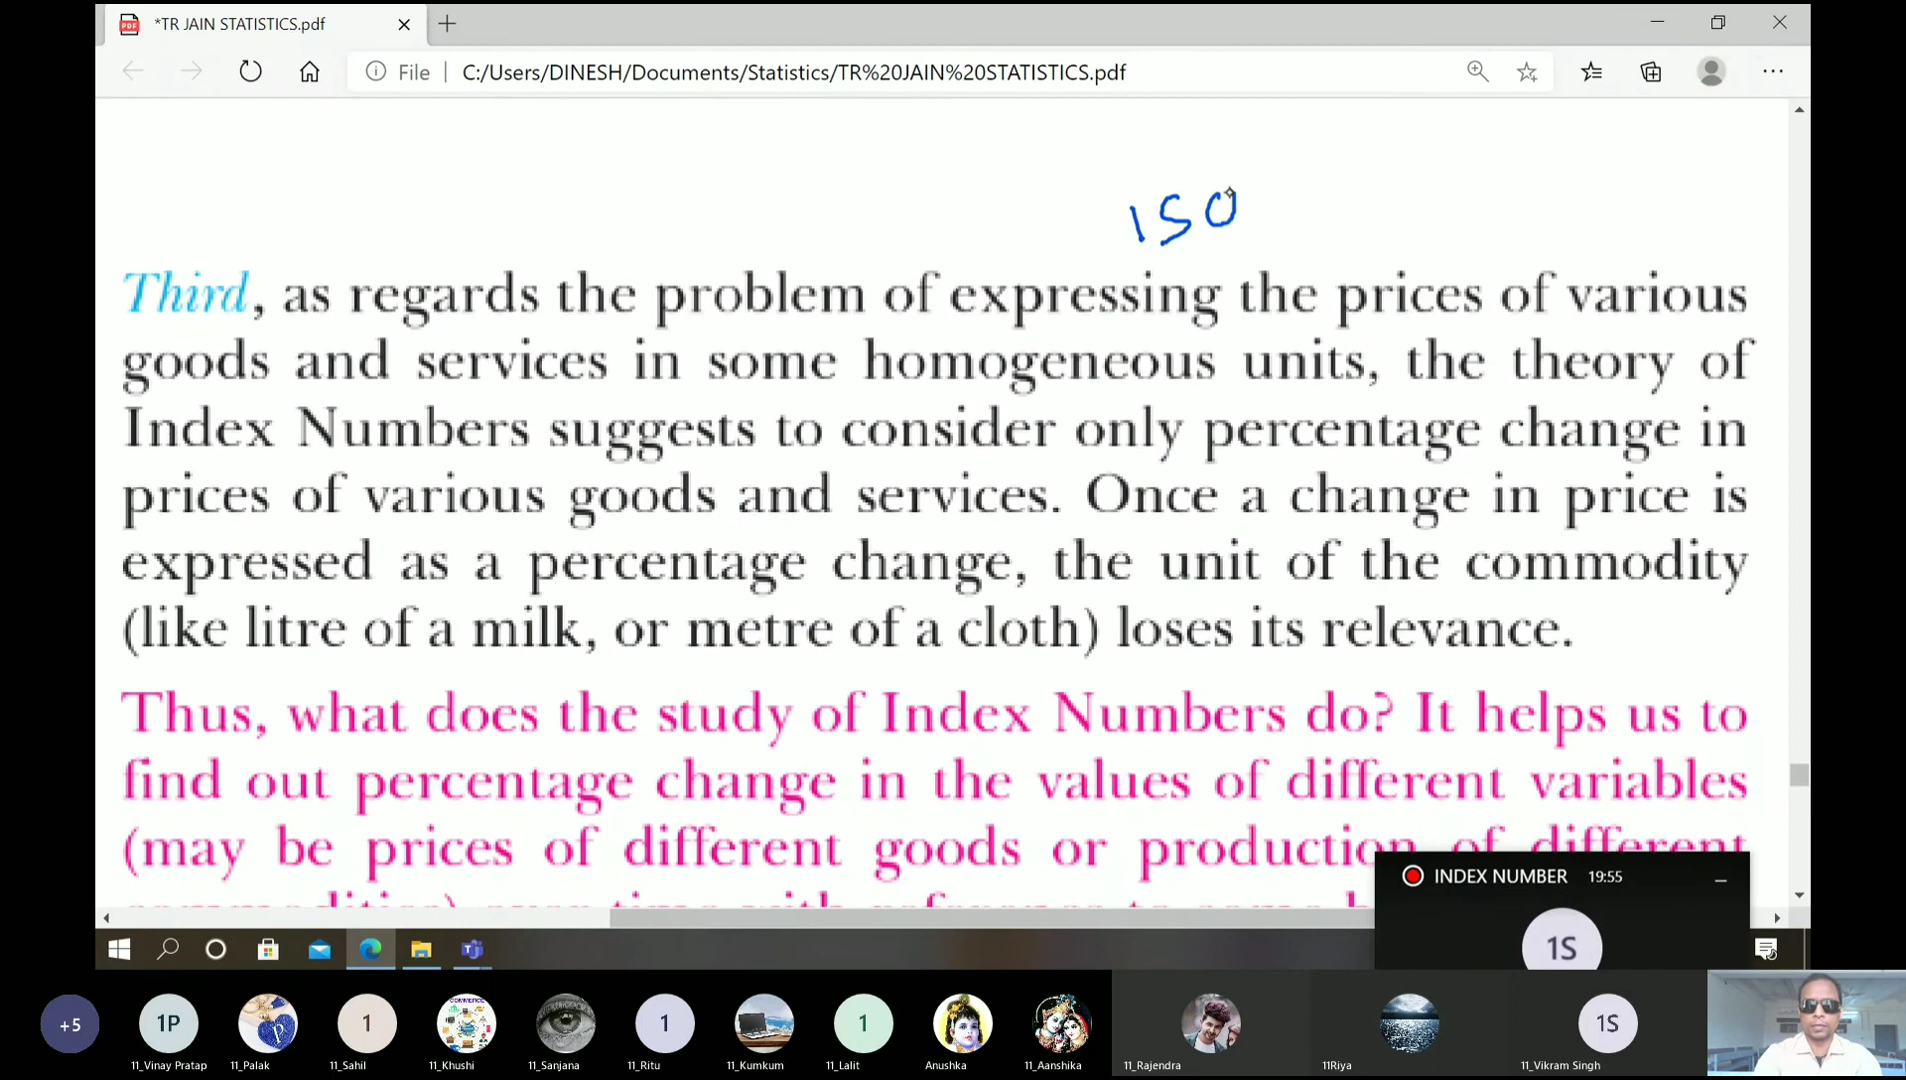 *TR JAIN STATISTICS.pdf
File C:/Users/DINESH/Documents/Statistics/TR%20JAIN%20STATISTICS.pdf
150
Third, as regards the problem of expressing the prices of various
goods and services in some homogeneous units, the theory of
Index Numbers suggests to consider only percentage change in
prices of various goods and services. Once a change in price is
expressed as a percentage change, the unit of the commodity
(like litre of a milk, or metre of a cloth) loses its relevance.
Thus, what does the study of Index Numbers do? It helps us to
find out percentage change in the values of different variables
(may be prices of different goods or production of different
INDEX NUMBER 19:55
1S
+5 1P 1 1 1 1S
11_Vinay Pratap 11_Palak 11_Sahil 11_Khushi 11_Sanjana 11_Ritu 11_Kumkum 11_Lalit Anushka 11_Aanshika 11_Rajendra 11Riya 11_Vikram Singh